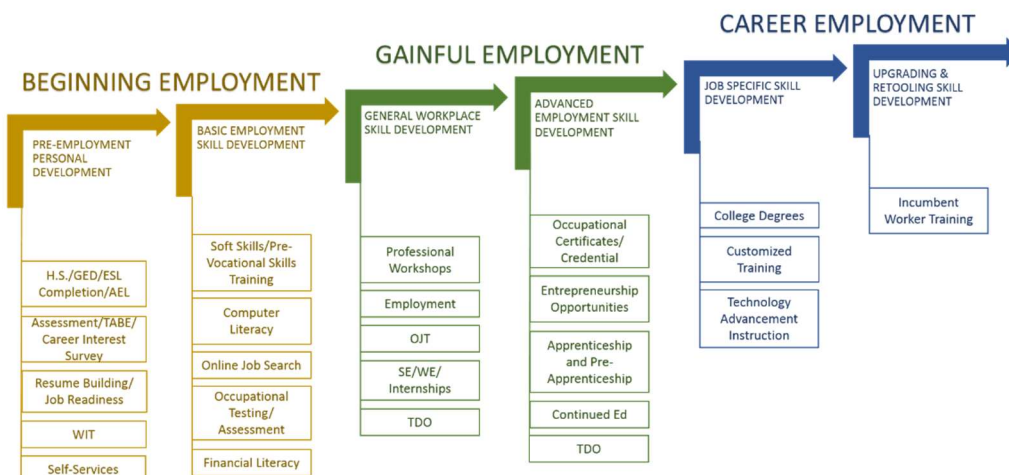 CAREER EMPLOYMENT
GAINFUL EMPLOYMENT
BEGINNING EMPLOYMENT
PRE-EMPLOYMENT
PERSONAL
DEVELOPMENT
H.S./GED/ESL
Completion/AEL
Assessment/TABE/
Career Interest
Survey
Resume Building/
Job Readiness
WIT
Self-Services
BASIC EMPLOYMENT
SKILL DEVELOPMENT
Soft Skills/Pre-
Vocational Skills
Training
Computer
Literacy
Online Job Search
Occupational
Testing/
Assessment
Financial Literacy
GENERAL WORKPLACE
SKILL DEVELOPMENT
Professional
Workshops
Employment
OJT
SE/WE/
Internships
TDO
ADVANCED
EMPLOYMENT SKILL
DEVELOPMENT
Occupational
Certificates/
Credential
Entrepreneurship
Opportunities
Apprenticeship
and Pre-
Apprenticeship
Continued Ed
TDO
JOB SPECIFIC SKILL
DEVELOPMENT
College Degrees
Customized
Training
Technology
Advancement
Instruction
UPGRADING &
RETOOLING SKILL
DEVELOPMENT
Incumbent
Worker Training